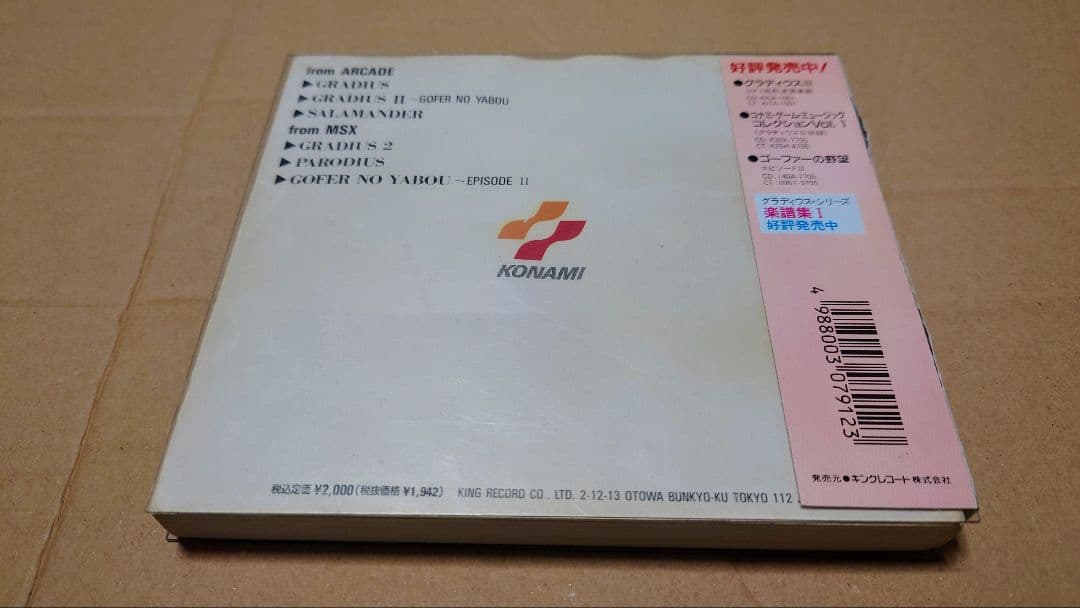 from ARCADE
▶GRADIUS
▶GRADIUS II -GOFER NO YABOU
▶SALAMANDER
from MSX
▶GRADIUS 2
▶PARODIUS
▶GOFER NO YABOU ~EPISODE II
KONAMI
税込定価 ¥2,000(税抜価格 ¥1,942) KING RECORD CO., LTD. 2-12-13 OTOWA BUNKYO-KU TOKYO 112
好評発売中!
●グラディウスIII
●コナミ・ゲーム・ミュージック
コレクションVol. 1
CD・K30X-7705
CT・K25H-4705
●ゴーファーの野望
エピソードII
グラディウス・シリーズ
楽譜集 I
好評発売中
4 988003 079123
発売元●キングレコード株式会社